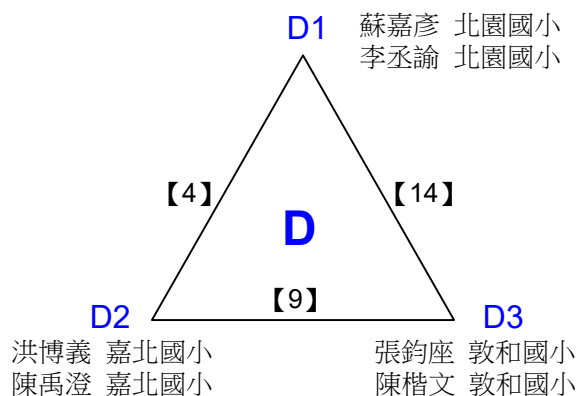 D1
蘇嘉彥 北園國小
李丞諭 北園國小
【4】
【14】
D
【9】
D2
D3
洪博義 嘉北國小
陳禹澄 嘉北國小
張鈞座 敦和國小
陳楷文 敦和國小